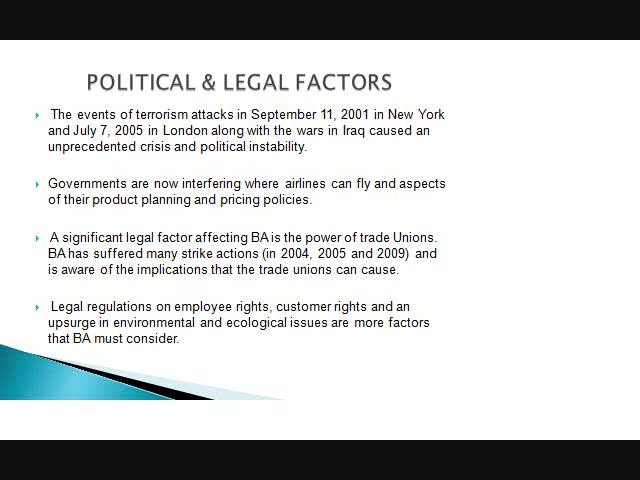 POLITICAL & LEGAL FACTORS
The events of terrorism attacks in September 11, 2001 in New York
and July 7, 2005 in London along with the wars in Iraq caused an
unprecedented crisis and political instability.
Governments are now interfering where airlines can fly and aspects
of their product planning and pricing policies.
A significant legal factor affecting BA is the power of trade Unions.
BA has suffered many strike actions (in 2004, 2005 and 2009) and
is aware of the implications that the trade unions can cause.
Legal regulations on employee rights, customer rights and an
upsurge in environmental and ecological issues are more factors
that BA must consider.